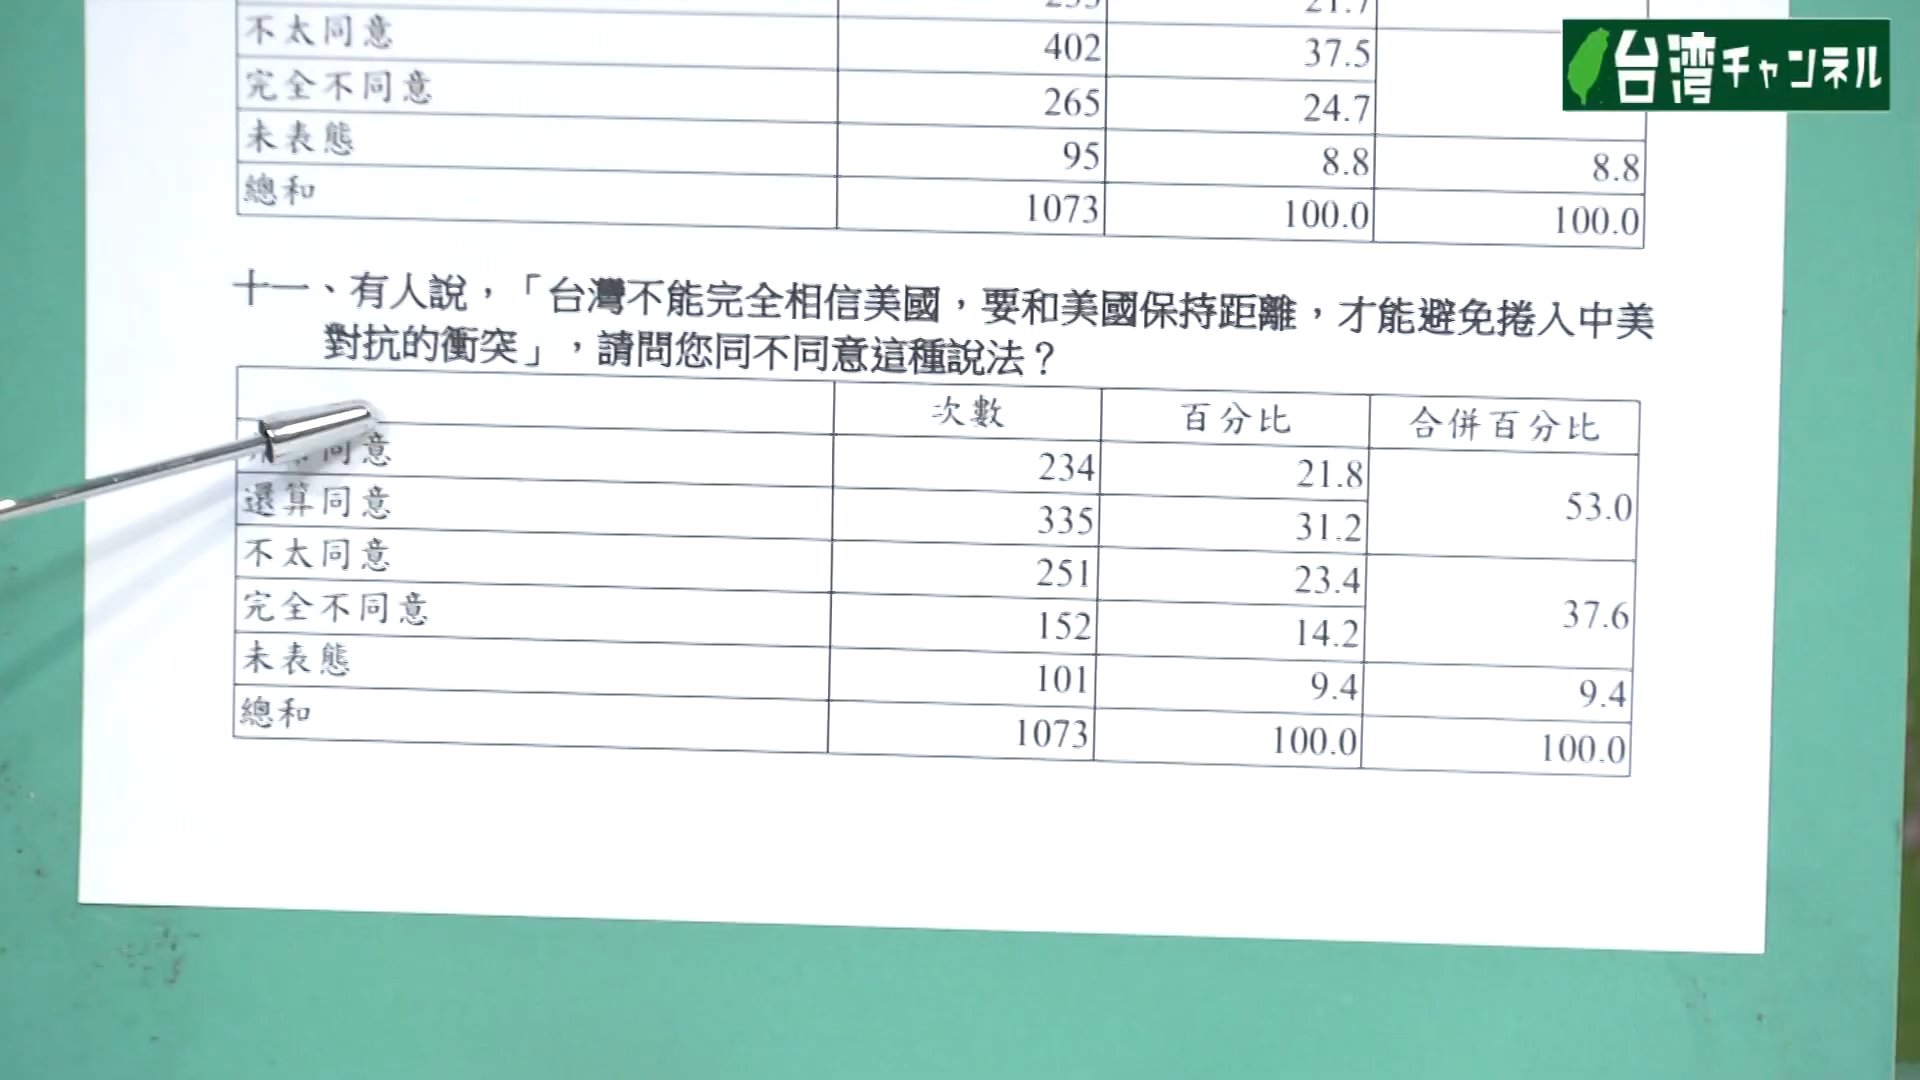 台湾チャンネル
不太同意 402 37.5
完全不同意 265 24.7
未表態 95 8.8 8.8
總和 1073 100.0 100.0
十一、有人說，「台灣不能完全相信美國，要和美國保持距離，才能避免捲入中美
對抗的衝突」，請問您同不同意這種說法？
次數 百分比 合併百分比
同意 234 21.8 53.0
還算同意 335 31.2
不太同意 251 23.4 37.6
完全不同意 152 14.2
未表態 101 9.4 9.4
總和 1073 100.0 100.0